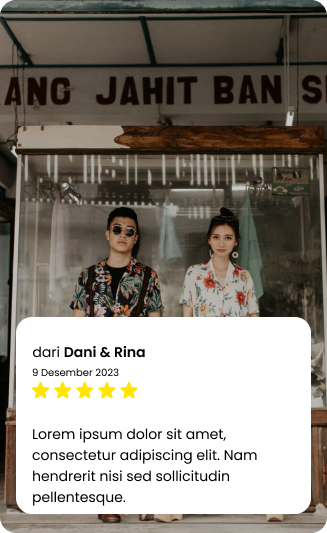 ANG JAHIT BAN S
dari Dani & Rina
9 Desember 2023
Lorem ipsum dolor sit amet,
consectetur adipiscing elit. Nam
hendrerit nisi sed sollicitudin
pellentesque.